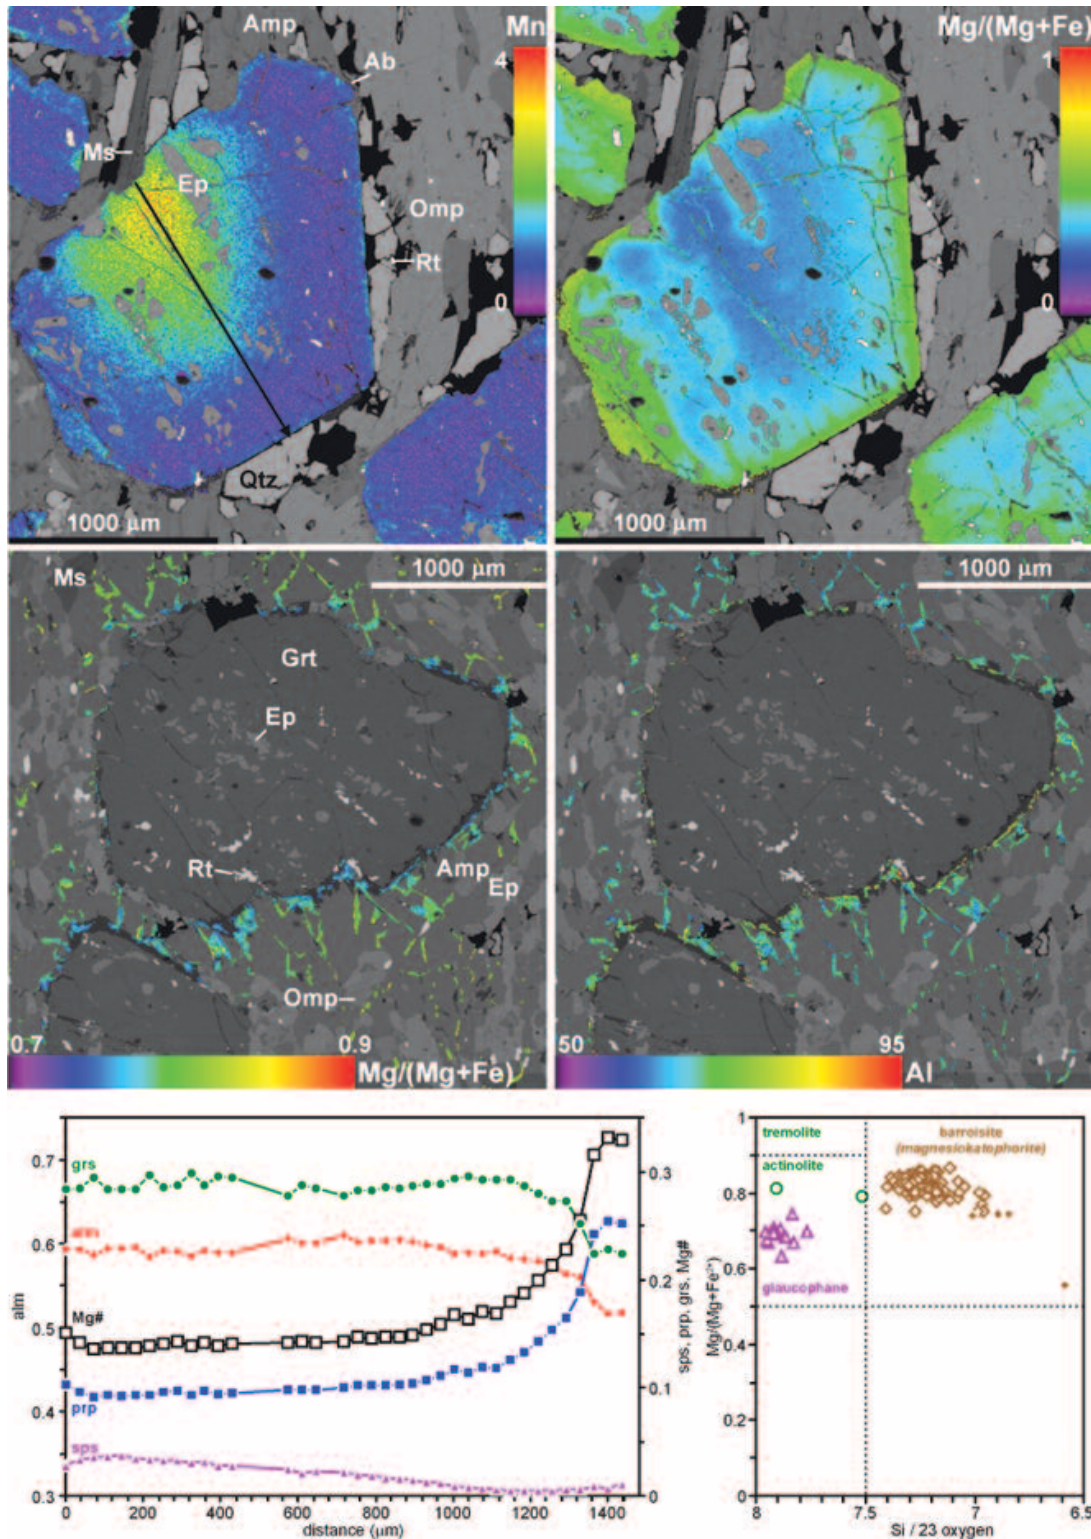 Amp
Mn
4
Ab
Ms
Ep
Omp
Rt
0
Qtz
1000 µm
Mg/(Mg+Fe)
1
0
1000 µm
Ms
1000 µm
Grt
Ep
Rt
Amp
Ep
Omp
0.7
0.9
Mg/(Mg+Fe)
1000 µm
50
95
Al
0.7
0.6
0.5
0.4
0.3
alm
grs
Mg#
prp
sps
0.3
0.2
0.1
0
sps, prp, grs, Mg#
0 200 400 600 800 1000 1200 1400
distance (µm)
1
0.8
0.6
0.4
0.2
0
Mg/(Mg+Fe²⁺)
tremolite
actinolite
glaucophane
barroisite
(magnesiokatophorite)
8 7.5 7 6.5
Si / 23 oxygen